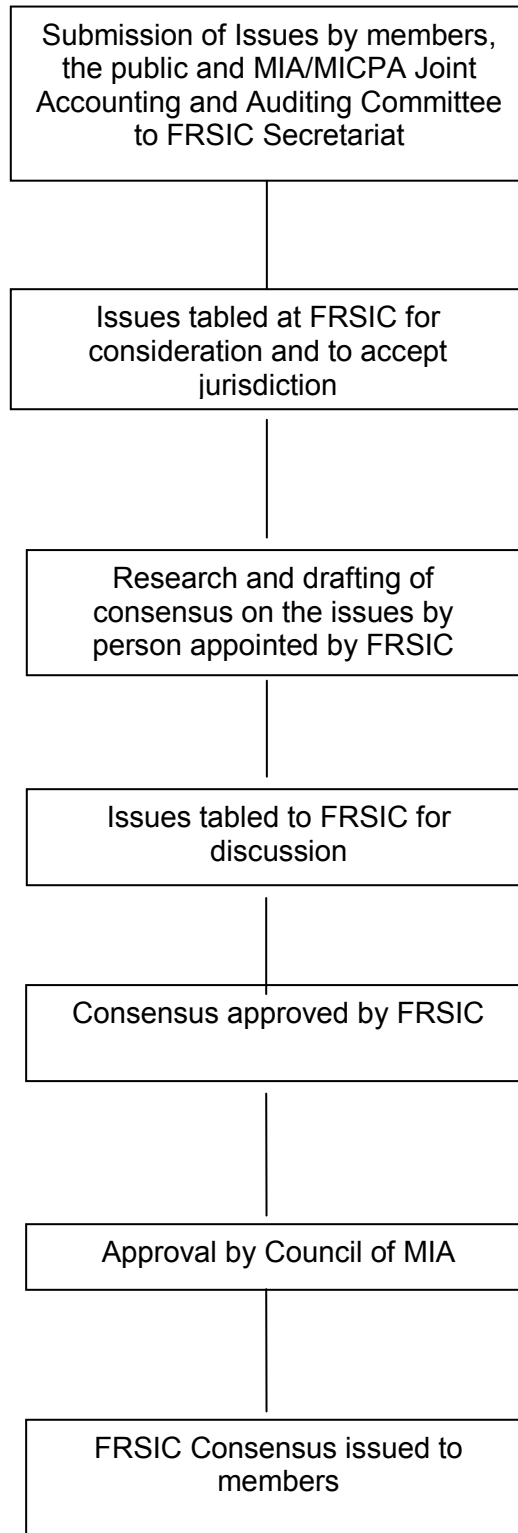 Submission of Issues by members,
the public and MIA/MICPA Joint
Accounting and Auditing Committee
to FRSIC Secretariat
Issues tabled at FRSIC for
consideration and to accept
jurisdiction
Research and drafting of
consensus on the issues by
person appointed by FRSIC
Issues tabled to FRSIC for
discussion
Consensus approved by FRSIC
Approval by Council of MIA
FRSIC Consensus issued to
members